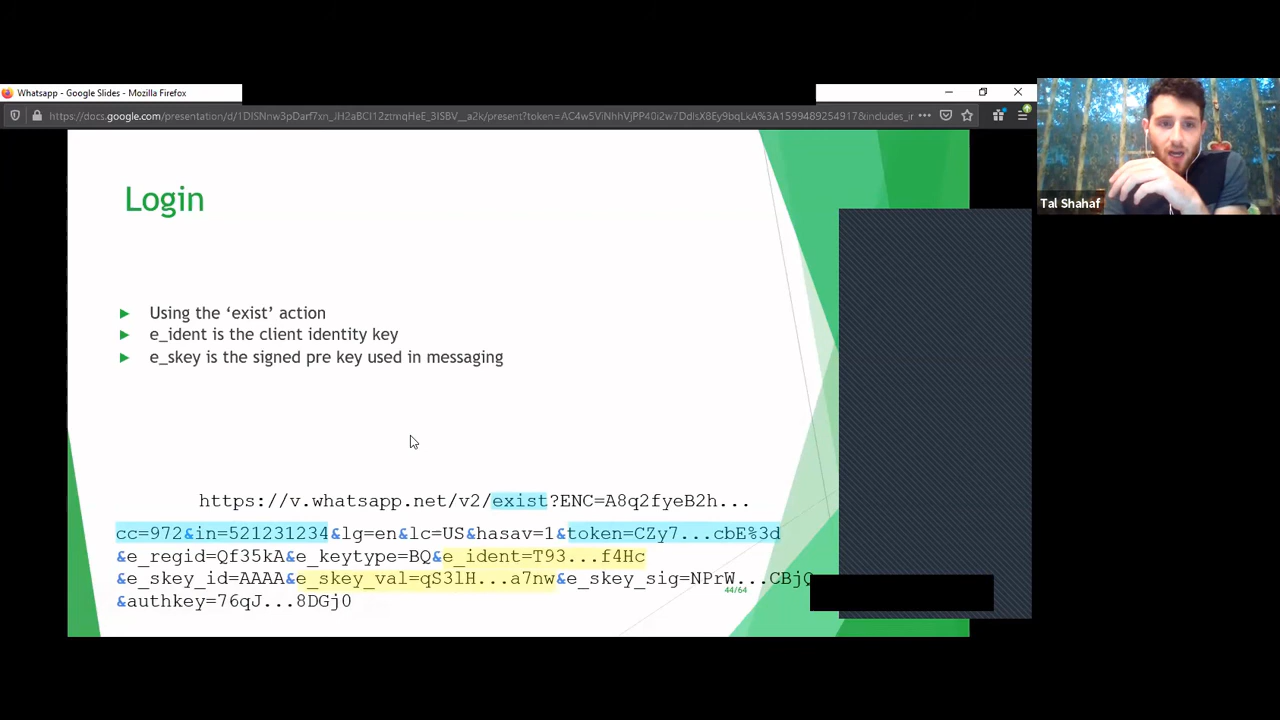 Whatsapp - Google Slides - Mozilla Firefox
Tal Shahaf
Login
Using the ‘exist’ action
e_ident is the client identity key
e_skey is the signed pre key used in messaging
https://v.whatsapp.net/v2/exist?ENC=A8q2fyeB2h...
cc=972&in=521231234&lg=en&lc=US&hasav=1&token=CZy7...cbE%3d
&e_regid=Qf35kA&e_keytype=BQ&e_ident=T93...f4Hc
&e_skey_id=AAAA&e_skey_val=qS3lH...a7nw&e_skey_sig=NPrW...CBjQ
44/64
&authkey=76qJ...8DGj0